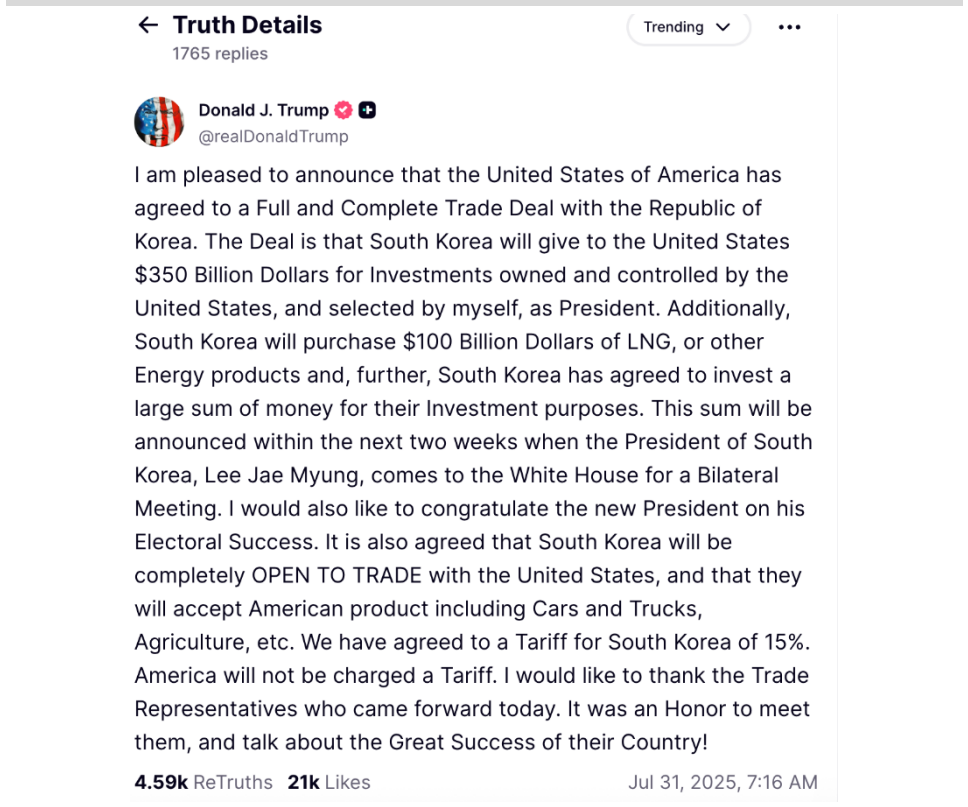 Truth Details
Trending
1765 replies
Donald J. Trump
@realDonaldTrump
I am pleased to announce that the United States of America has
agreed to a Full and Complete Trade Deal with the Republic of
Korea. The Deal is that South Korea will give to the United States
$350 Billion Dollars for Investments owned and controlled by the
United States, and selected by myself, as President. Additionally,
South Korea will purchase $100 Billion Dollars of LNG, or other
Energy products and, further, South Korea has agreed to invest a
large sum of money for their Investment purposes. This sum will be
announced within the next two weeks when the President of South
Korea, Lee Jae Myung, comes to the White House for a Bilateral
Meeting. I would also like to congratulate the new President on his
Electoral Success. It is also agreed that South Korea will be
completely OPEN TO TRADE with the United States, and that they
will accept American product including Cars and Trucks,
Agriculture, etc. We have agreed to a Tariff for South Korea of 15%.
America will not be charged a Tariff. I would like to thank the Trade
Representatives who came forward today. It was an Honor to meet
them, and talk about the Great Success of their Country!
4.59k ReTruths 21k Likes Jul 31, 2025, 7:16 AM